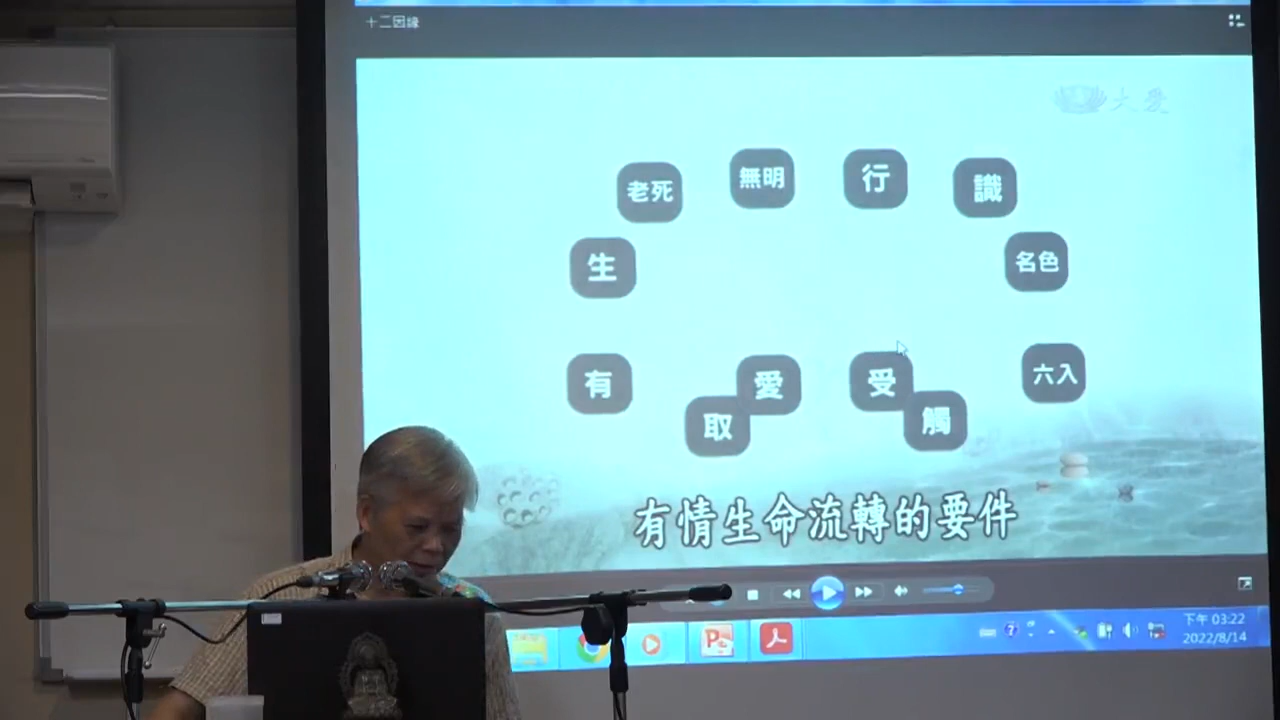 十二因緣
大愛
老死
無明
行
識
生
名色
有
愛
受
六入
取
觸
有情生命流轉的要件
下午 03:22
2022/8/14